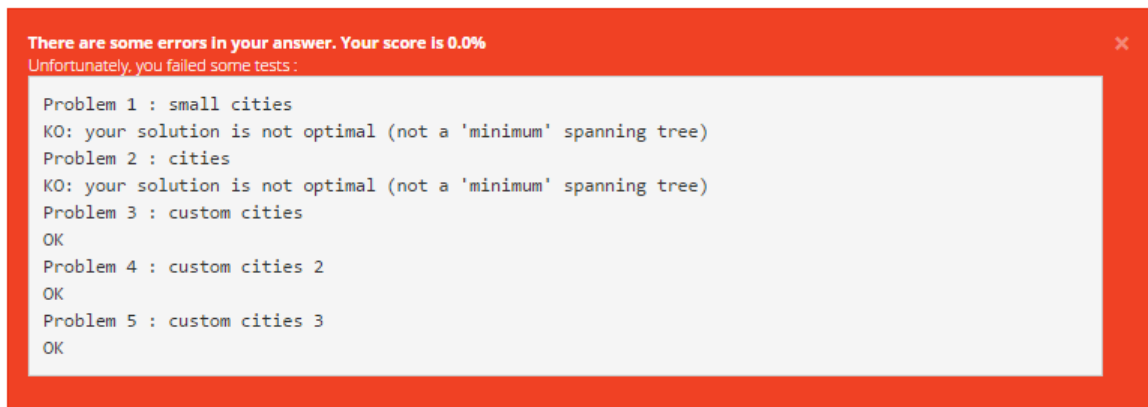 There are some errors in your answer. Your score is 0.0%
×
Unfortunately, you failed some tests :
Problem 1 : small cities
KO: your solution is not optimal (not a 'minimum' spanning tree)
Problem 2 : cities
KO: your solution is not optimal (not a 'minimum' spanning tree)
Problem 3 : custom cities
OK
Problem 4 : custom cities 2
OK
Problem 5 : custom cities 3
OK